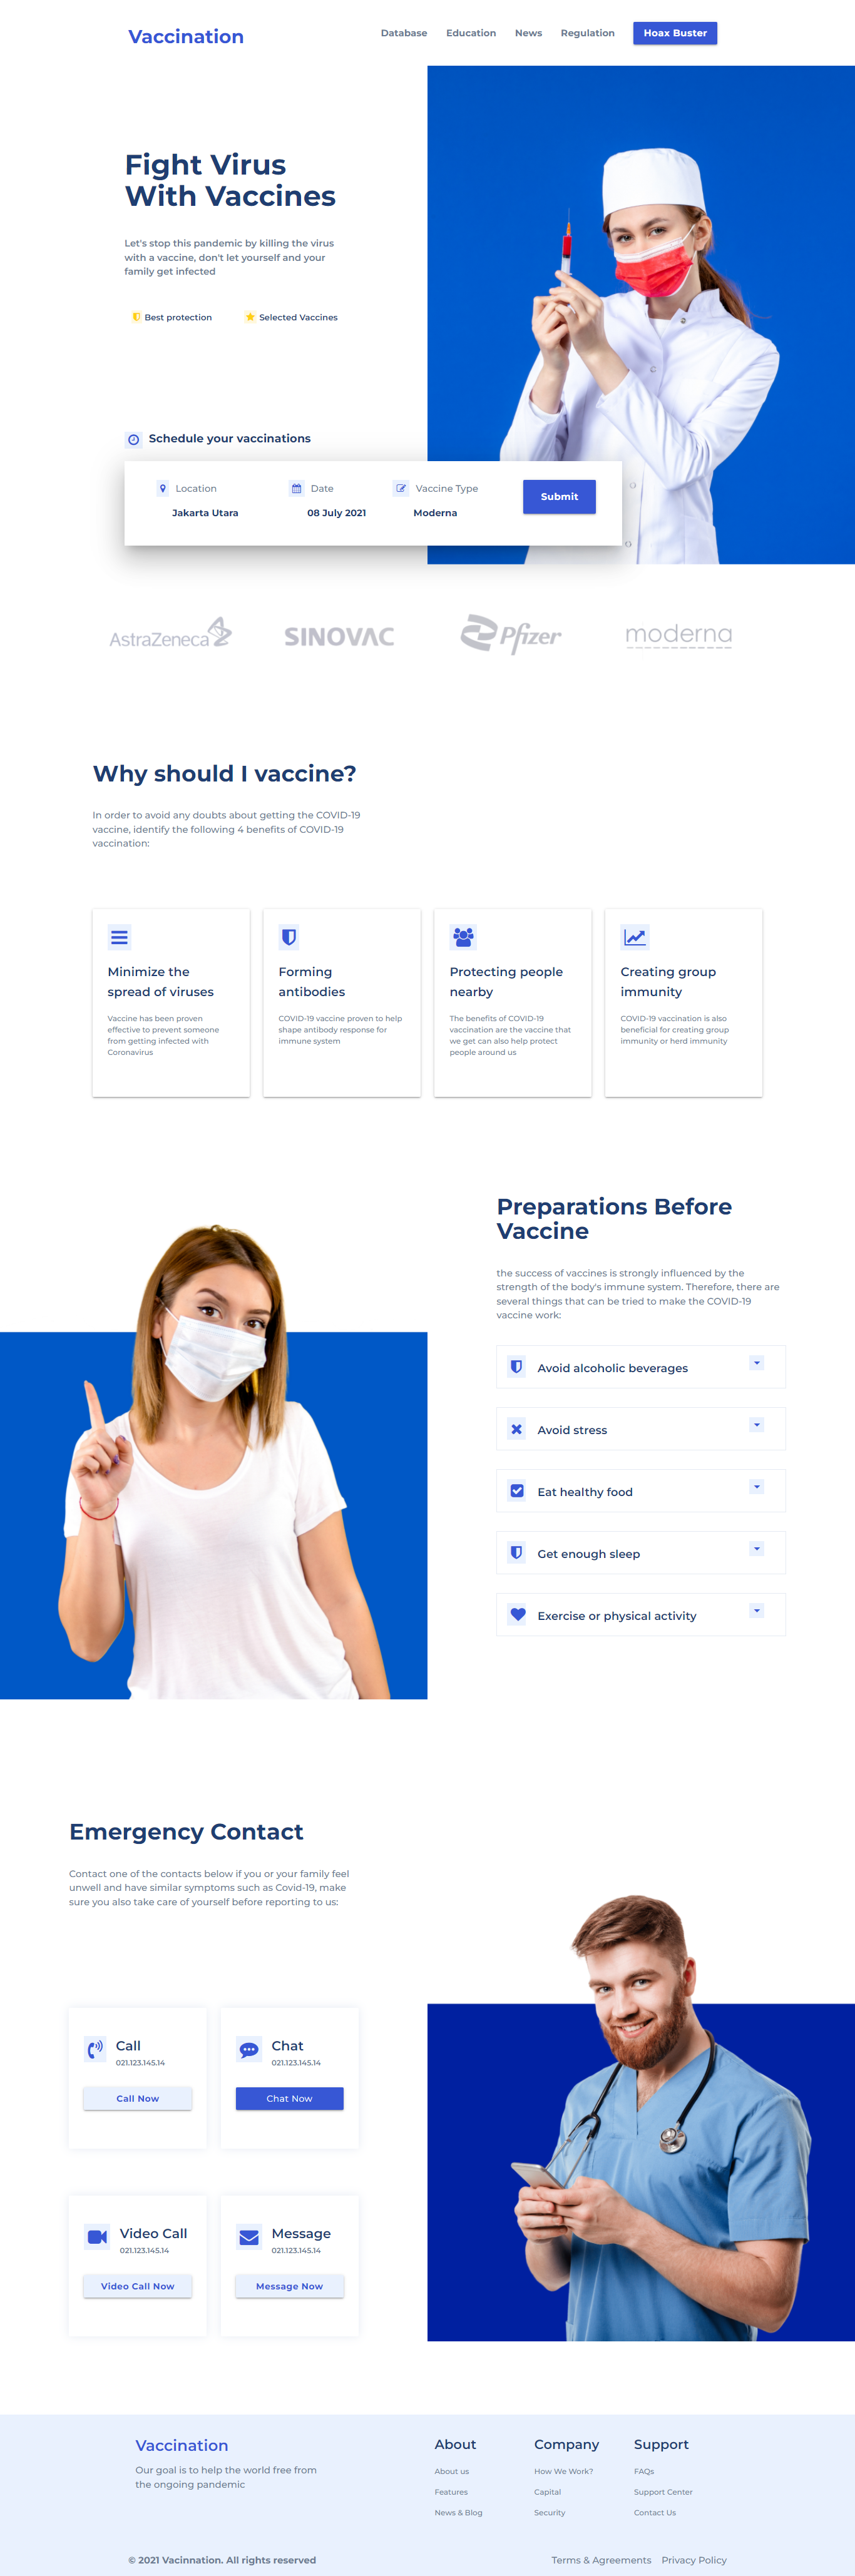 Vaccination
Database Education News Regulation Hoax Buster
Fight Virus
With Vaccines
Let's stop this pandemic by killing the virus
with a vaccine, don't let yourself and your
family get infected
Best protection Selected Vaccines
Schedule your vaccinations
Location Date Vaccine Type
Jakarta Utara 08 July 2021 Moderna
Submit
AstraZeneca SINOVAC Pfizer moderna
Why should I vaccine?
In order to avoid any doubts about getting the COVID-19
vaccine, identify the following 4 benefits of COVID-19
vaccination:
Minimize the
spread of viruses
Vaccine has been proven
effective to prevent someone
from getting infected with
Coronavirus
Forming
antibodies
COVID-19 vaccine proven to help
shape antibody response for
immune system
Protecting people
nearby
The benefits of COVID-19
vaccination are the vaccine that
we get can also help protect
people around us
Creating group
immunity
COVID-19 vaccination is also
beneficial for creating group
immunity or herd immunity
Preparations Before
Vaccine
the success of vaccines is strongly influenced by the
strength of the body's immune system. Therefore, there are
several things that can be tried to make the COVID-19
vaccine work:
Avoid alcoholic beverages
Avoid stress
Eat healthy food
Get enough sleep
Exercise or physical activity
Emergency Contact
Contact one of the contacts below if you or your family feel
unwell and have similar symptoms such as Covid-19, make
sure you also take care of yourself before reporting to us:
Call
021.123.145.14
Call Now
Chat
021.123.145.14
Chat Now
Video Call
021.123.145.14
Video Call Now
Message
021.123.145.14
Message Now
Vaccination
Our goal is to help the world free from
the ongoing pandemic
About
About us
Features
News & Blog
Company
How We Work?
Capital
Security
Support
FAQs
Support Center
Contact Us
© 2021 Vacinnation. All rights reserved
Terms & Agreements Privacy Policy